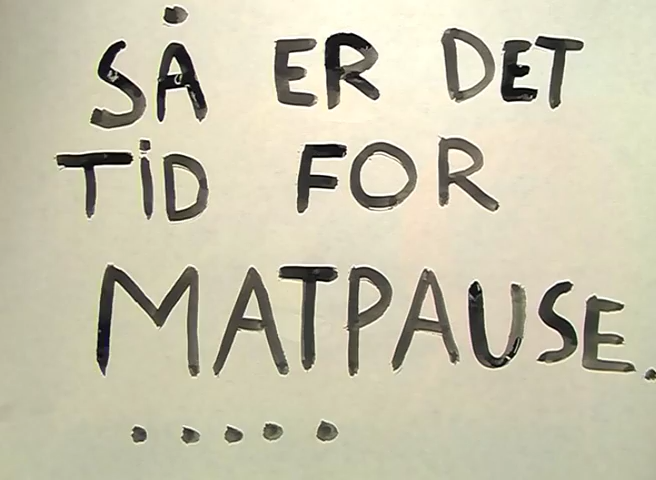 SÅ ER DET
TiD FOR
MATPAUSE.
.....